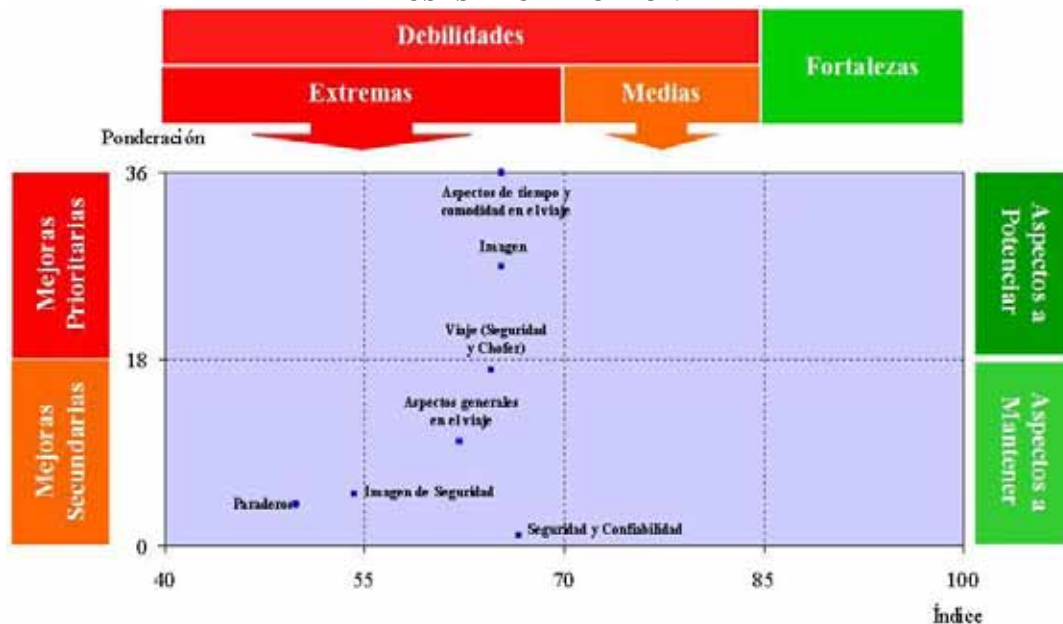 Debilidades
Fortalezas
Extremas
Medias
Ponderación
36
Mejoras
Prioritarias
Aspectos de tiempo y
comodidad en el viaje
Imagen
Aspectos a
Potenciar
Viaje (Seguridad
y Chofer)
18
Mejoras
Secundarias
Aspectos generales
en el viaje
Aspectos a
Mantener
Imagen de Seguridad
Paraderos
Seguridad y Confiabilidad
0
40
55
70
85
100
Índice